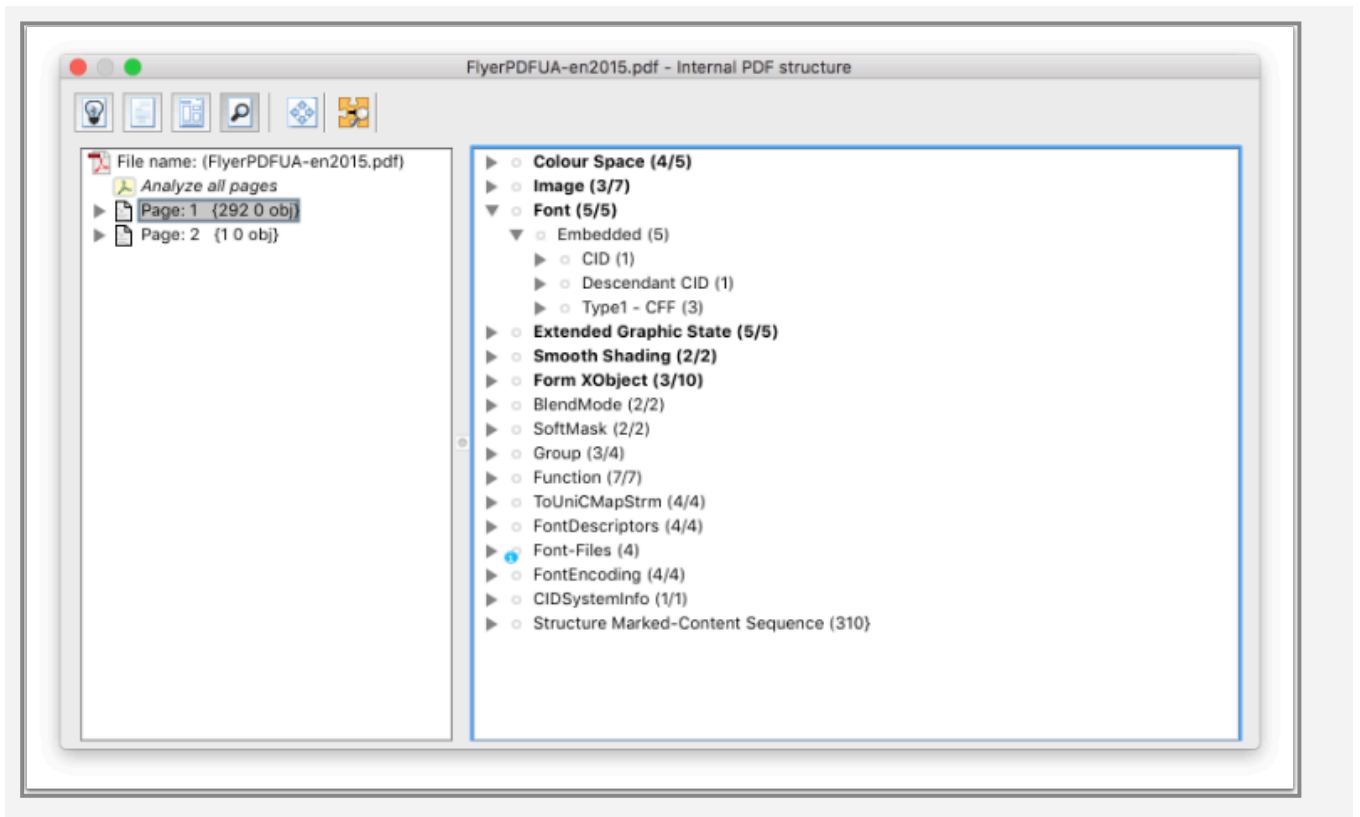 FlyerPDFUA-en2015.pdf - Internal PDF structure
File name: (FlyerPDFUA-en2015.pdf)
Analyze all pages
Page: 1 {292 0 obj}
Page: 2 {1 0 obj}
Colour Space (4/5)
Image (3/7)
Font (5/5)
Embedded (5)
CID (1)
Descendant CID (1)
Type1 - CFF (3)
Extended Graphic State (5/5)
Smooth Shading (2/2)
Form XObject (3/10)
BlendMode (2/2)
SoftMask (2/2)
Group (3/4)
Function (7/7)
ToUniCMapStrm (4/4)
FontDescriptors (4/4)
Font-Files (4)
FontEncoding (4/4)
CIDSystemInfo (1/1)
Structure Marked-Content Sequence (310}